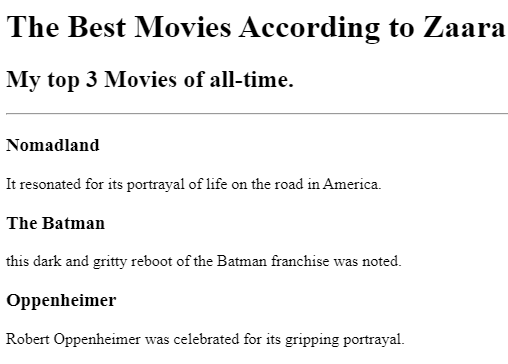 The Best Movies According to Zaara
My top 3 Movies of all-time.
Nomadland
It resonated for its portrayal of life on the road in America.
The Batman
this dark and gritty reboot of the Batman franchise was noted.
Oppenheimer
Robert Oppenheimer was celebrated for its gripping portrayal.